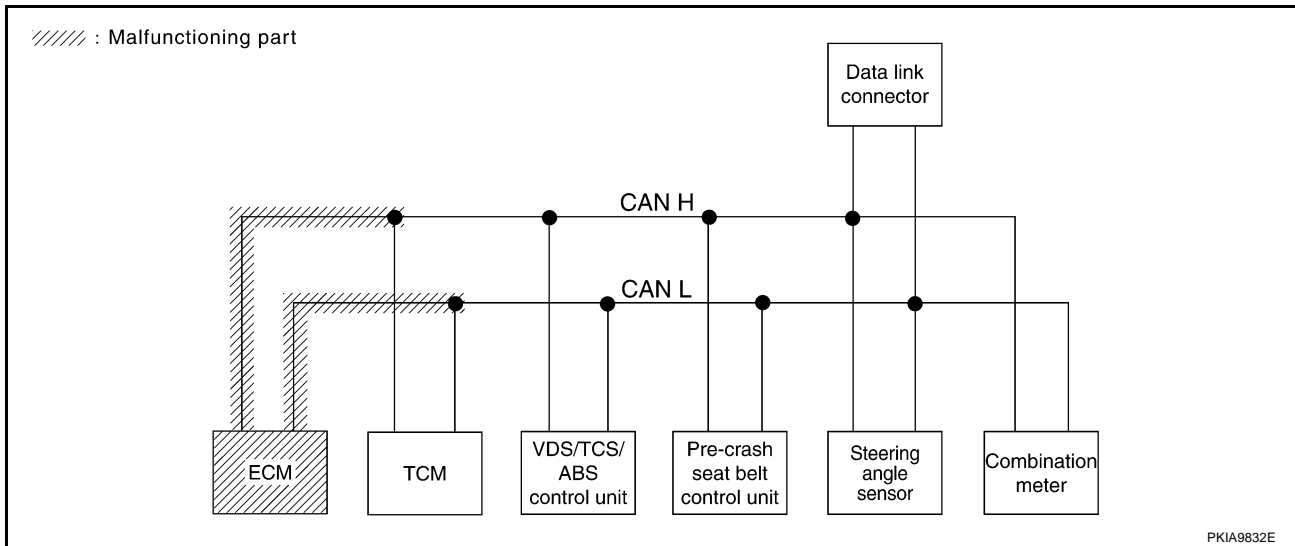 : Malfunctioning part
Data link
connector
CAN H
CAN L
ECM
TCM
VDS/TCS/
ABS
control unit
Pre-crash
seat belt
control unit
Steering
angle
sensor
Combination
meter
PKIA9832E